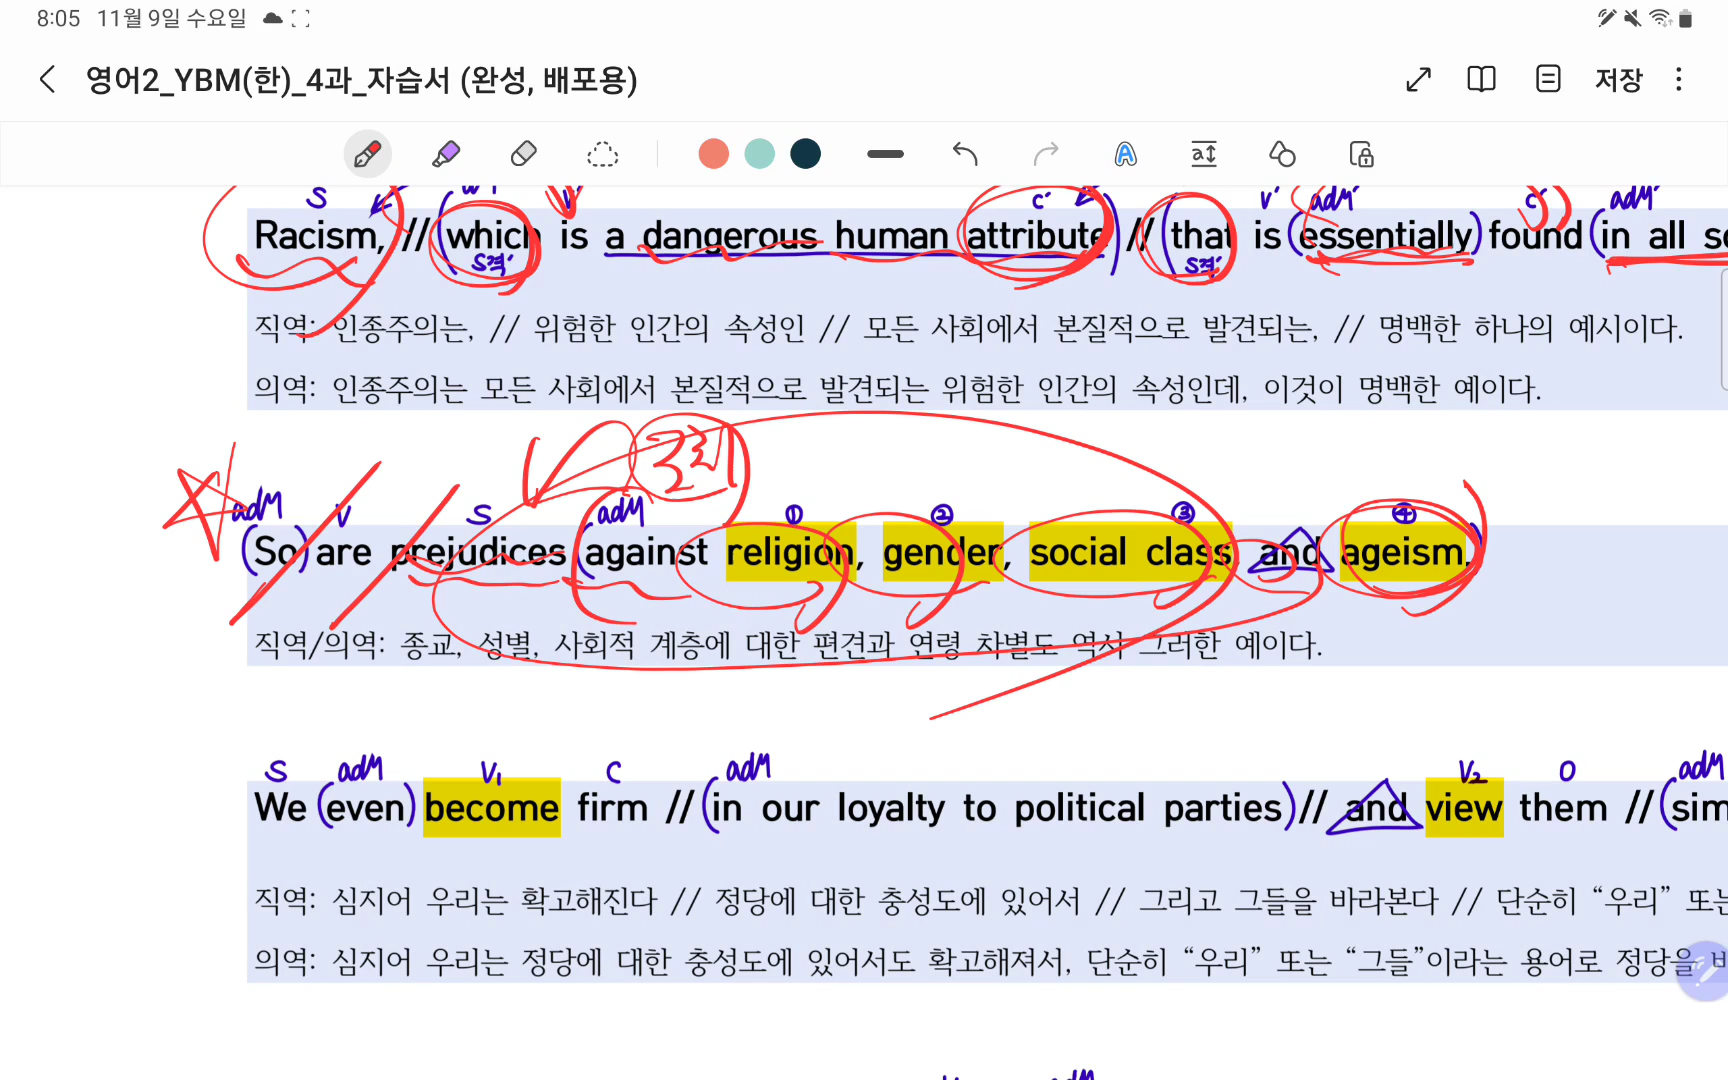 8:05 11월 9일 수요일
영어2_YBM(한)_4과_자습서 (완성, 배포용)
저장
S V' C' V' adM' C' adM'
Racism, // (which is a dangerous human attribute) // (that is (essentially) found (in all so
S격' S격'
직역: 인종주의는, // 위험한 인간의 속성인 // 모든 사회에서 본질적으로 발견되는, // 명백한 하나의 예시이다.
의역: 인종주의는 모든 사회에서 본질적으로 발견되는 위험한 인간의 속성인데, 이것이 명백한 예이다.
adM V S adM ① ② ③ ④
(So) are prejudices (against religion, gender, social class, and ageism,)
직역/의역: 종교, 성별, 사회적 계층에 대한 편견과 연령 차별도 역시 그러한 예이다.
S adM V₁ C adM V₂ O adM
We (even) become firm // (in our loyalty to political parties) // and view them // (sim
직역: 심지어 우리는 확고해진다 // 정당에 대한 충성도에 있어서 // 그리고 그들을 바라본다 // 단순히 “우리” 또는
의역: 심지어 우리는 정당에 대한 충성도에 있어서도 확고해져서, 단순히 “우리” 또는 “그들”이라는 용어로 정당을